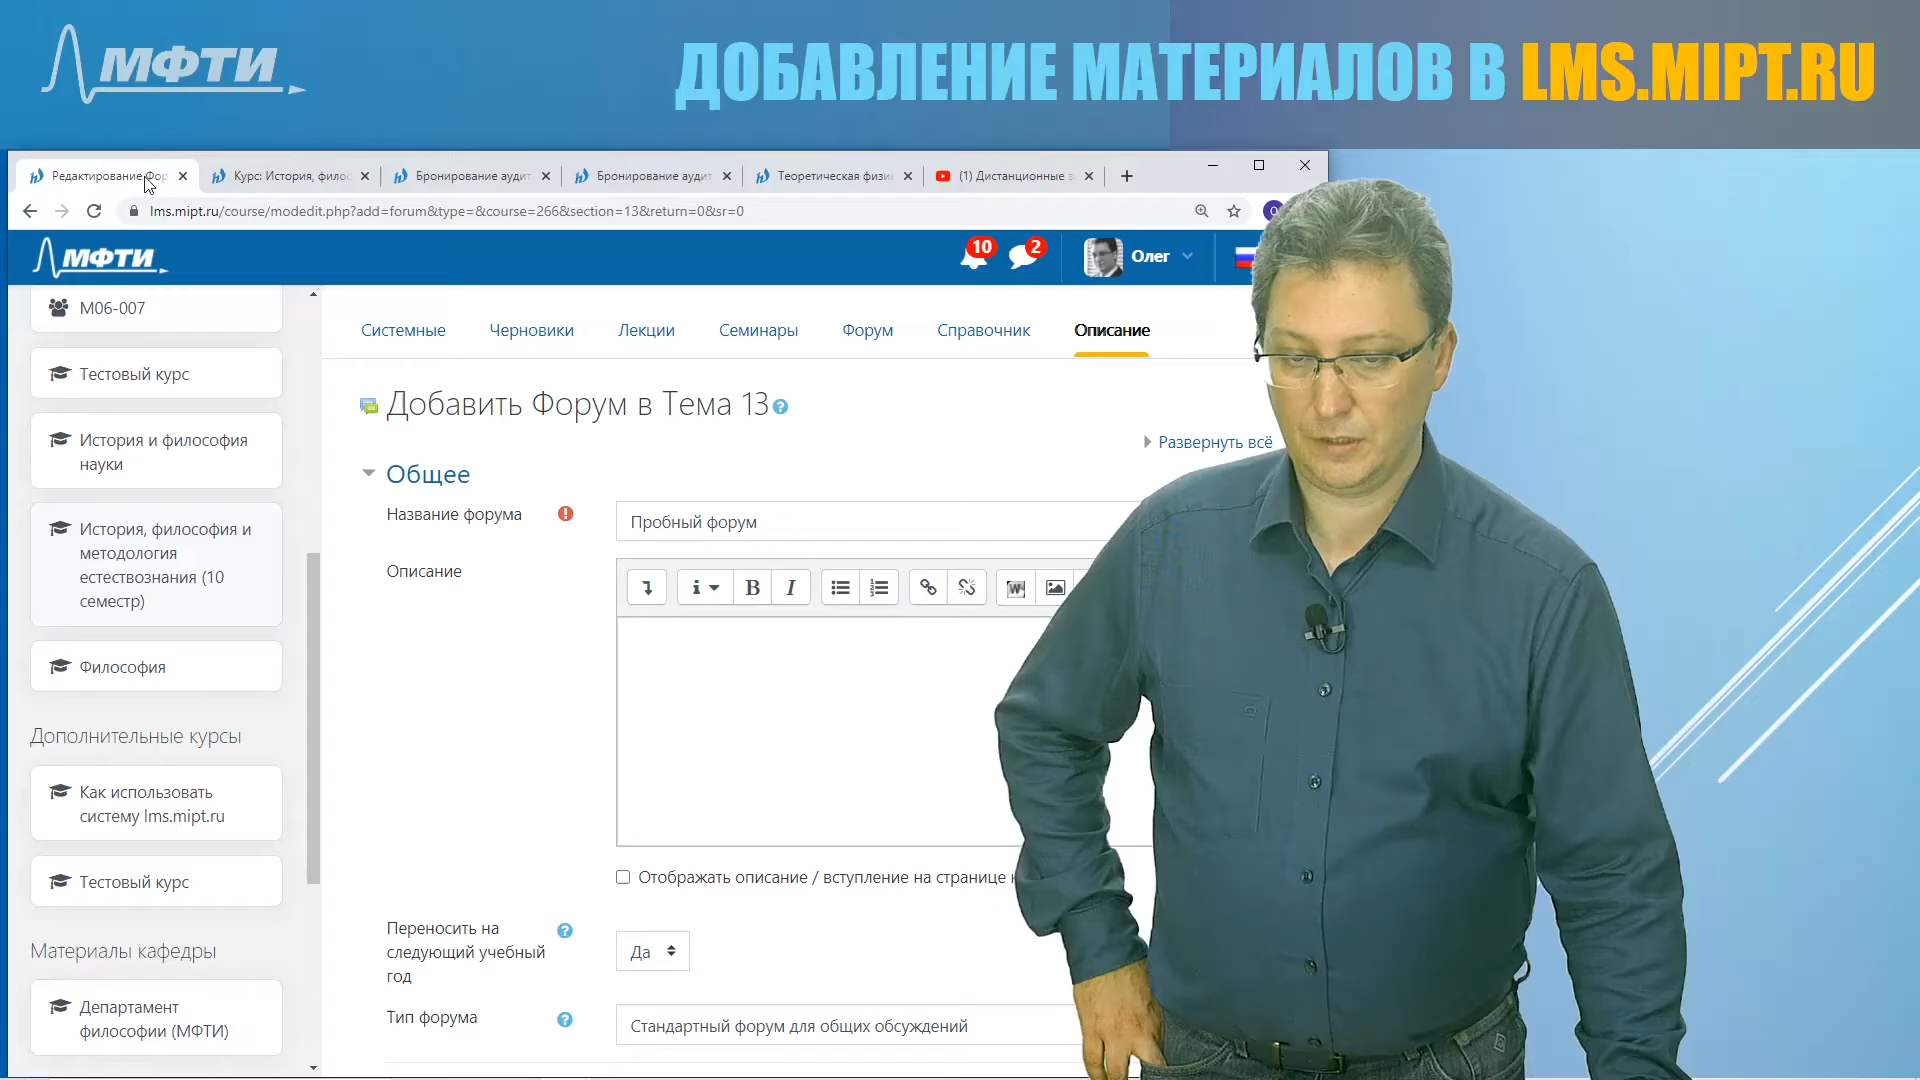 МФТИ
ДОБАВЛЕНИЕ МАТЕРИАЛОВ В LMS.MIPT.RU
Редактирование Фор
Курс: История, филос
Бронирование аудит
Бронирование аудит
Теоретическая физи
(1) Дистанционные
lms.mipt.ru/course/modedit.php?add=forum&type=&course=266&section=13&return=0&sr=0
МФТИ
10
2
Олег
М06-007
Тестовый курс
История и философия
науки
История, философия и
методология
естествознания (10
семестр)
Философия
Дополнительные курсы
Как использовать
систему lms.mipt.ru
Тестовый курс
Материалы кафедры
Департамент
философии (МФТИ)
Системные
Черновики
Лекции
Семинары
Форум
Справочник
Описание
Добавить Форум в Тема 13
Развернуть всё
Общее
Название форума
Пробный форум
Описание
Отображать описание / вступление на странице
Переносить на
следующий учебный
год
Да
Тип форума
Стандартный форум для общих обсуждений